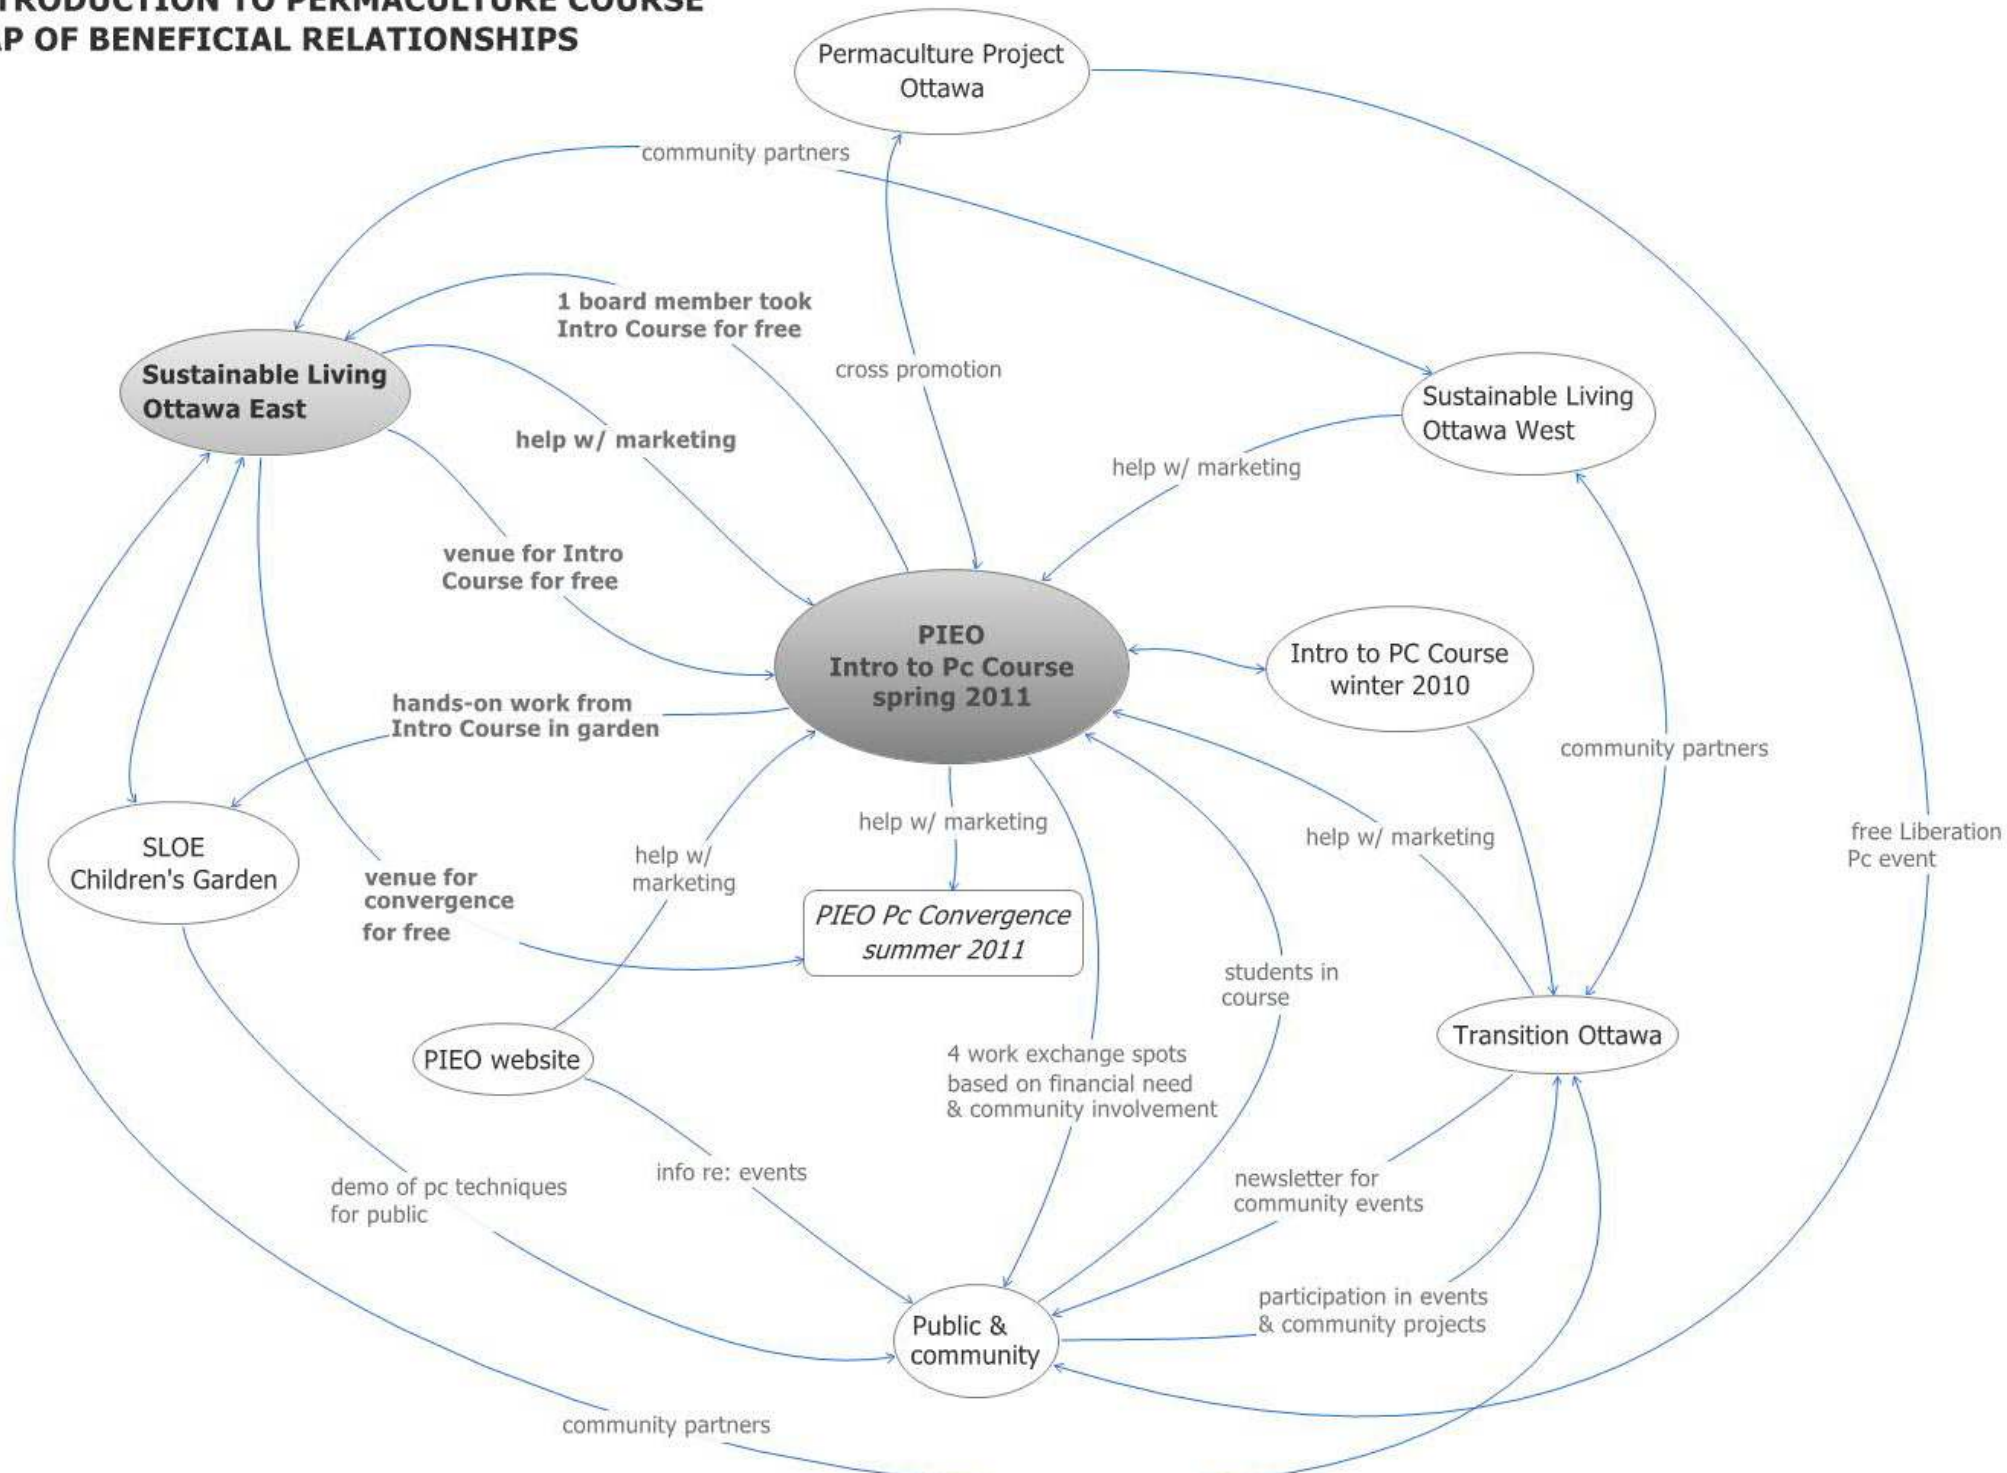 TRODUCTION TO PERMACULTURE COURSE
AP OF BENEFICIAL RELATIONSHIPS
Permaculture Project
Ottawa
community partners
1 board member took
Intro Course for free
cross promotion
Sustainable Living
Ottawa East
help w/ marketing
Sustainable Living
Ottawa West
help w/ marketing
venue for Intro
Course for free
PIEO
Intro to Pc Course
spring 2011
Intro to PC Course
winter 2010
hands-on work from
Intro Course in garden
community partners
help w/ marketing
help w/ marketing
free Liberation
Pc event
SLOE
Children's Garden
help w/
marketing
venue for
convergence
for free
PIEO Pc Convergence
summer 2011
students in
course
PIEO website
Transition Ottawa
4 work exchange spots
based on financial need
& community involvement
info re: events
demo of pc techniques
for public
newsletter for
community events
participation in events
& community projects
Public &
community
community partners